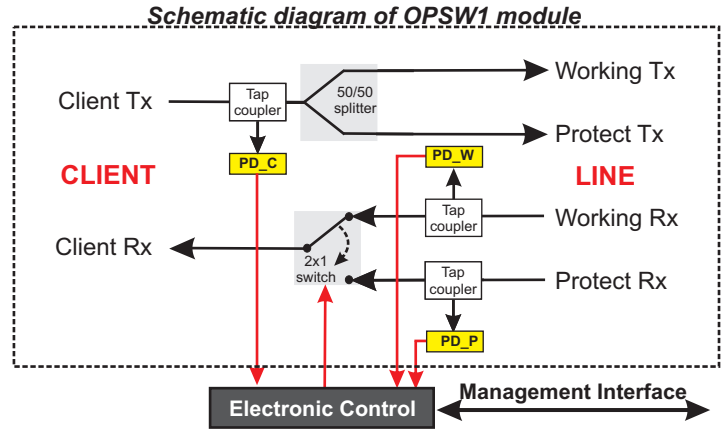 Schematic diagram of OPSW1 module
Client Tx
Tap
coupler
50/50
splitter
Working Tx
Protect Tx
PD_C
PD_W
CLIENT
LINE
Tap
coupler
Working Rx
Client Rx
2x1
switch
Tap
coupler
Protect Rx
PD_P
Electronic Control
Management Interface